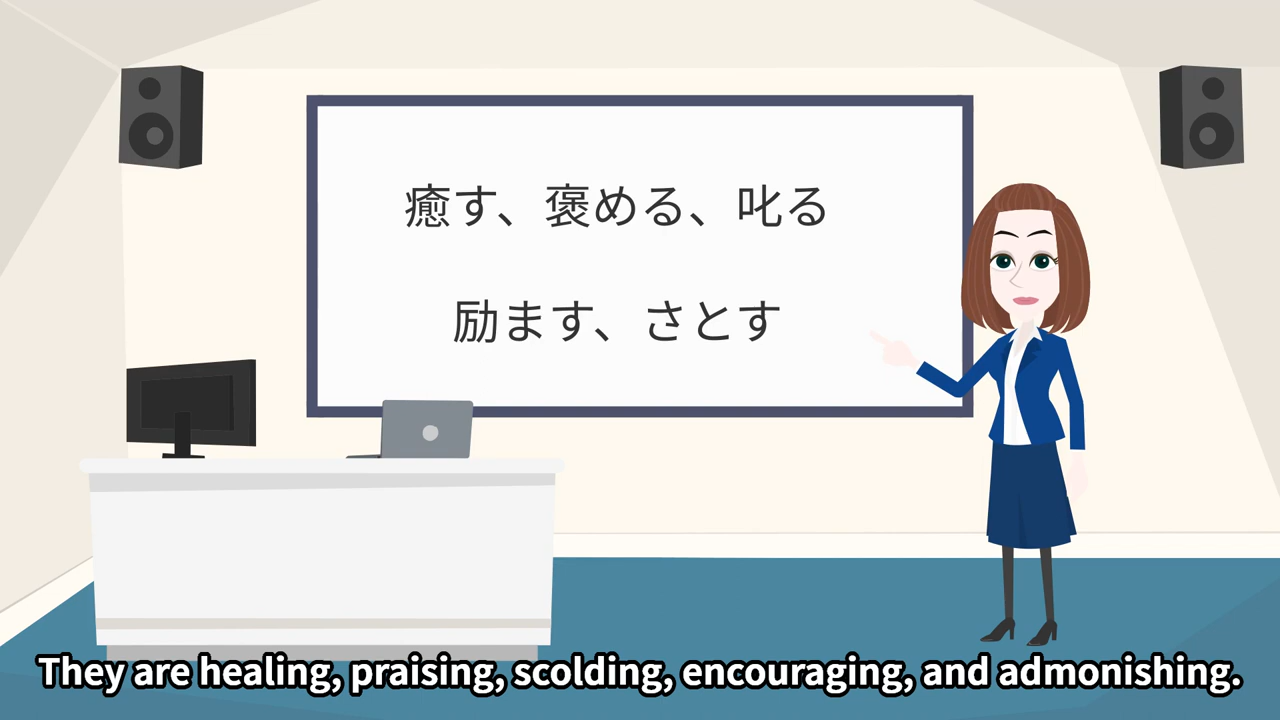 癒す、褒める、叱る
励ます、さとす
They are healing, praising, scolding, encouraging, and admonishing.